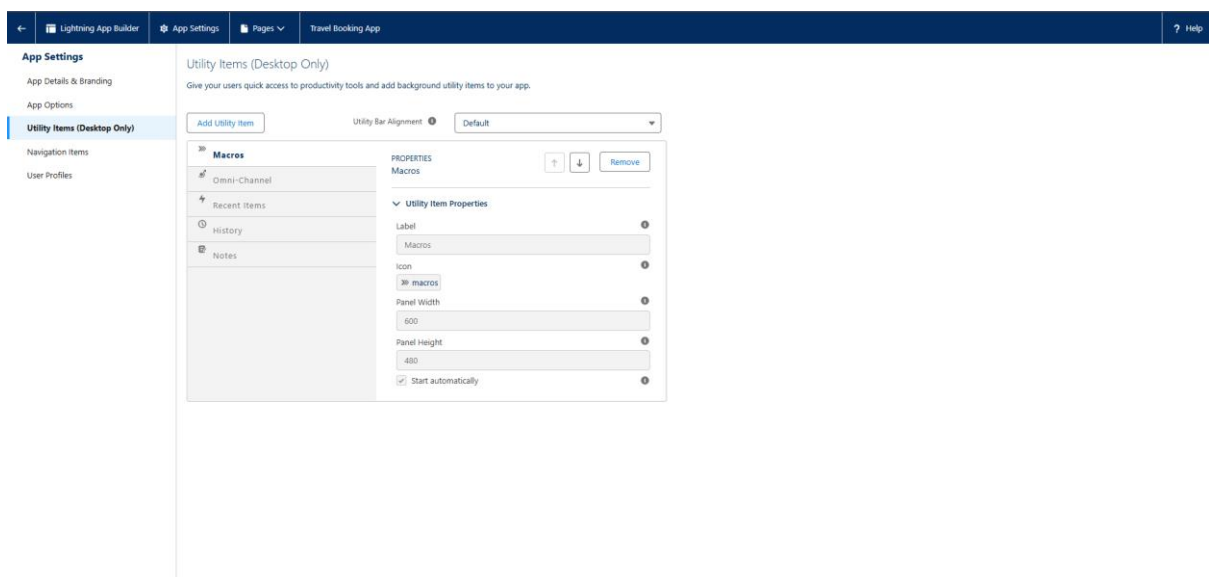 Lightning App Builder
App Settings
Pages
Travel Booking App
? Help
App Settings
App Details & Branding
App Options
Utility Items (Desktop Only)
Navigation Items
User Profiles
Utility Items (Desktop Only)
Give your users quick access to productivity tools and add background utility items to your app.
Add Utility Item
Utility Bar Alignment
Default
Macros
Omni-Channel
Recent Items
History
Notes
PROPERTIES
Macros
Remove
Utility Item Properties
Label
Macros
Icon
macros
Panel Width
600
Panel Height
480
Start automatically